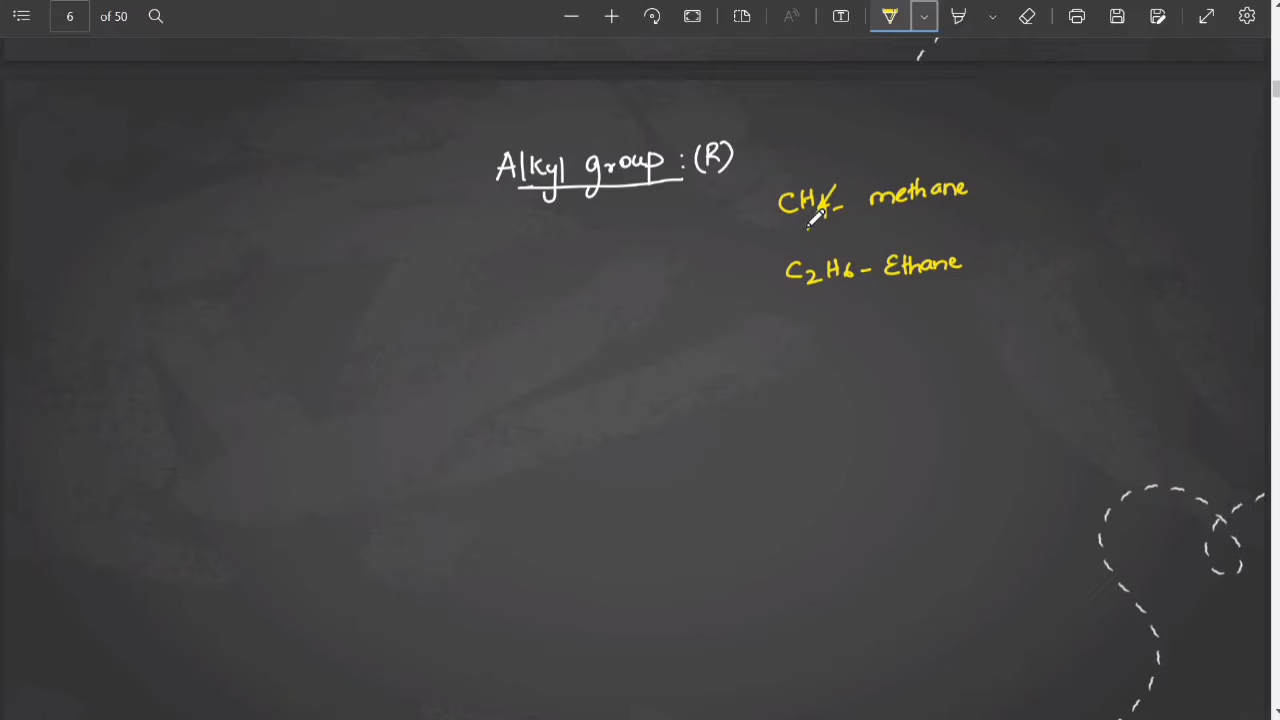 6 of 50
Alkyl group : (R)
CH4 - methane
C2H6 - Ethane